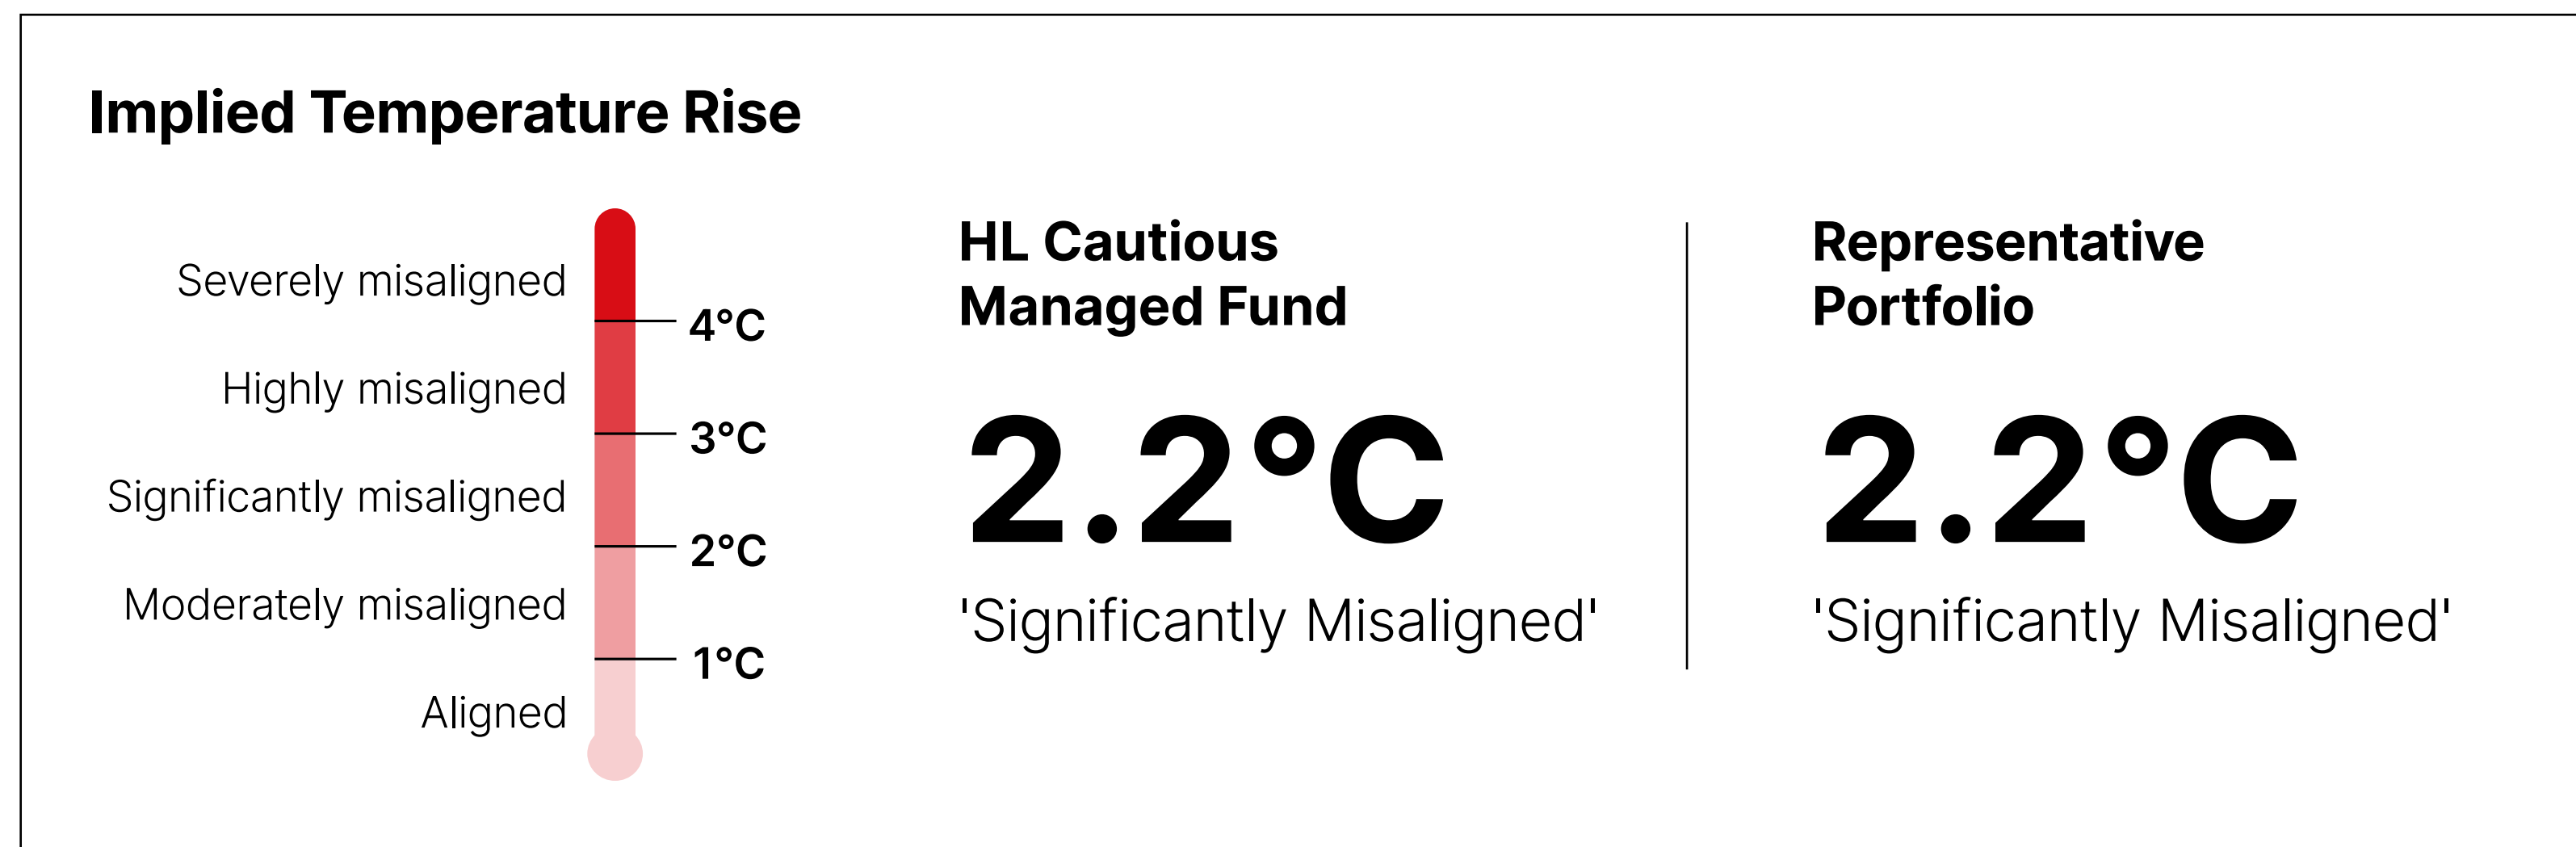 Implied Temperature Rise
Severely misaligned
4°C
Highly misaligned
3°C
Significantly misaligned
2°C
Moderately misaligned
1°C
Aligned
HL Cautious
Managed Fund
2.2°C
'Significantly Misaligned'
Representative
Portfolio
2.2°C
'Significantly Misaligned'